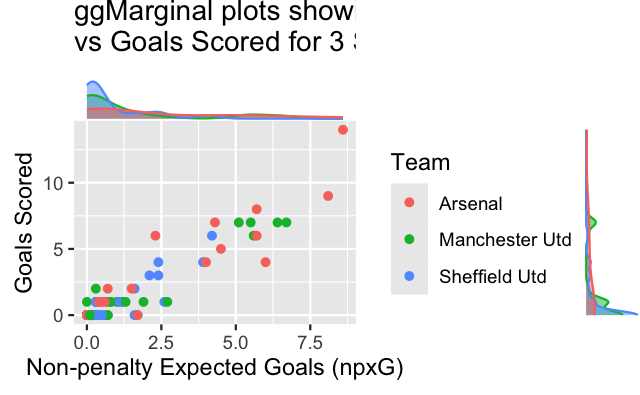 ggMarginal plots show
vs Goals Scored for 3
Goals Scored
10
5
0
0.0 2.5 5.0 7.5
Non-penalty Expected Goals (npxG)
Team
Arsenal
Manchester Utd
Sheffield Utd